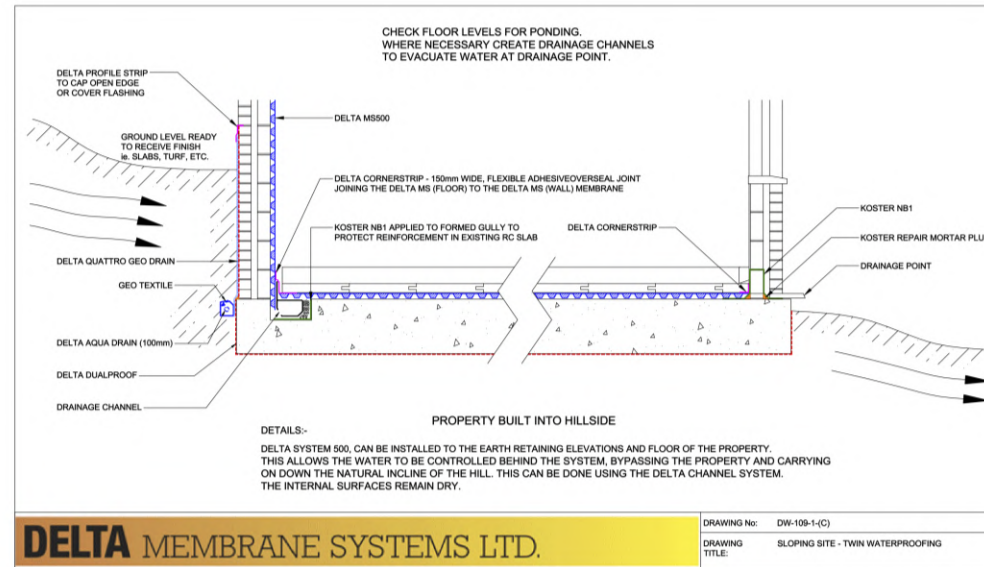 CHECK FLOOR LEVELS FOR PONDING.
WHERE NECESSARY CREATE DRAINAGE CHANNELS
TO EVACUATE WATER AT DRAINAGE POINT.
DELTA PROFILE STRIP
TO CAP OPEN EDGE
OR COVER FLASHING
GROUND LEVEL READY
TO RECEIVE FINISH
ie. SLABS, TURF, ETC.
DELTA MS500
DELTA CORNERSTRIP - 150mm WIDE, FLEXIBLE ADHESIVEOVERSEAL JOINT
JOINING THE DELTA MS (FLOOR) TO THE DELTA MS (WALL) MEMBRANE
KOSTER NB1 APPLIED TO FORMED GULLY TO
PROTECT REINFORCEMENT IN EXISTING RC SLAB
DELTA CORNERSTRIP
KOSTER NB1
KOSTER REPAIR MORTAR PLU
DRAINAGE POINT
DELTA QUATTRO GEO DRAIN
GEO TEXTILE
DELTA AQUA DRAIN (100mm)
DELTA DUALPROOF
DRAINAGE CHANNEL
PROPERTY BUILT INTO HILLSIDE
DETAILS:-
DELTA SYSTEM 500, CAN BE INSTALLED TO THE EARTH RETAINING ELEVATIONS AND FLOOR OF THE PROPERTY.
THIS ALLOWS THE WATER TO BE CONTROLLED BEHIND THE SYSTEM, BYPASSING THE PROPERTY AND CARRYING
ON DOWN THE NATURAL INCLINE OF THE HILL. THIS CAN BE DONE USING THE DELTA CHANNEL SYSTEM.
THE INTERNAL SURFACES REMAIN DRY.
DELTA MEMBRANE SYSTEMS LTD.
DRAWING No: DW-109-1-(C)
DRAWING
TITLE: SLOPING SITE - TWIN WATERPROOFING